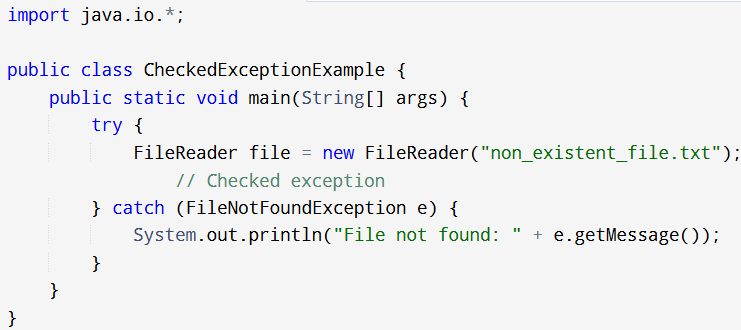 import java.io.*;
public class CheckedExceptionExample {
public static void main(String[] args) {
try {
FileReader file = new FileReader("non_existent_file.txt");
// Checked exception
} catch (FileNotFoundException e) {
System.out.println("File not found: " + e.getMessage());
}
}
}